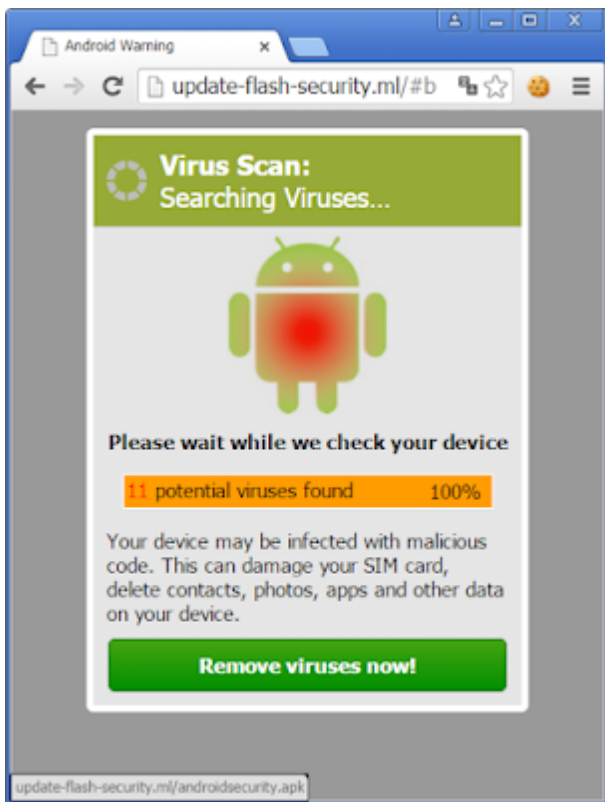 Android Warning
update-flash-security.ml/#b
Virus Scan:
Searching Viruses...
Please wait while we check your device
11 potential viruses found 100%
Your device may be infected with malicious
code. This can damage your SIM card,
delete contacts, photos, apps and other data
on your device.
Remove viruses now!
update-flash-security.ml/androidsecurity.apk